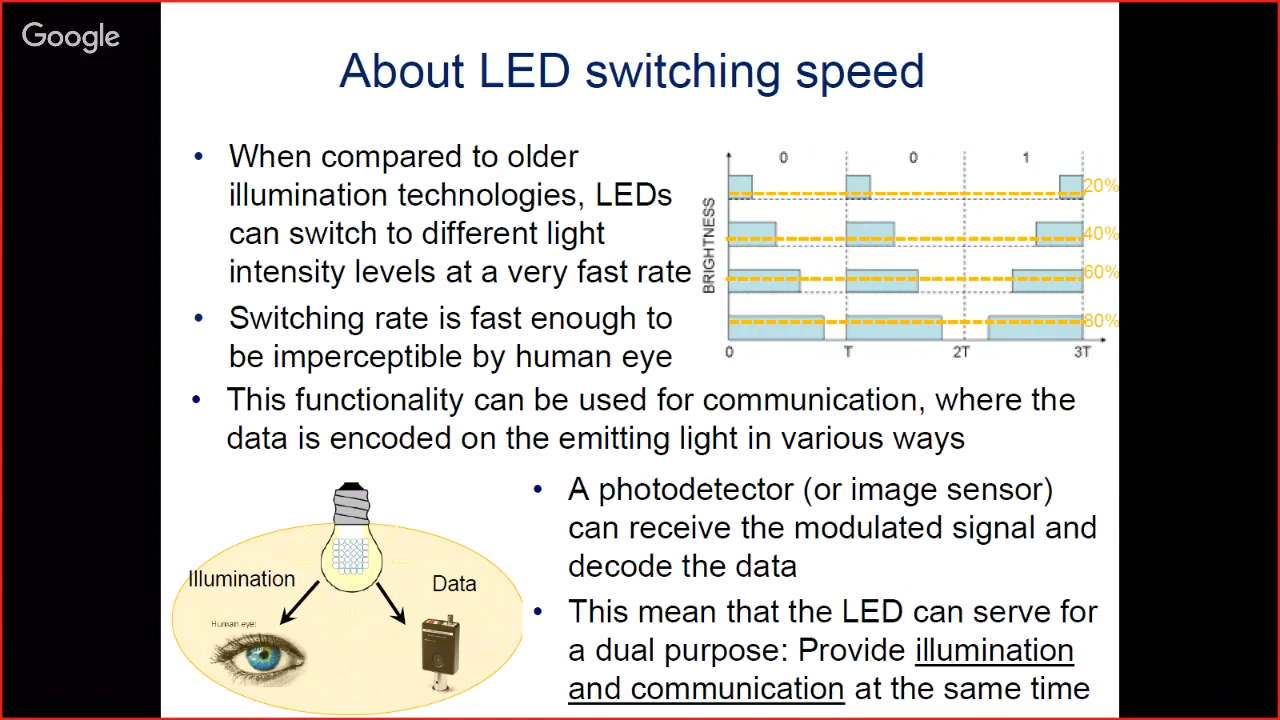 Google
About LED switching speed
• When compared to older
illumination technologies, LEDs
can switch to different light
intensity levels at a very fast rate
• Switching rate is fast enough to
be imperceptible by human eye
0 0 1
20%
40%
60%
80%
BRIGHTNESS
0 T 2T 3T
• This functionality can be used for communication, where the
data is encoded on the emitting light in various ways
Illumination
Data
Human eye:
• A photodetector (or image sensor)
can receive the modulated signal and
decode the data
• This mean that the LED can serve for
a dual purpose: Provide illumination
and communication at the same time